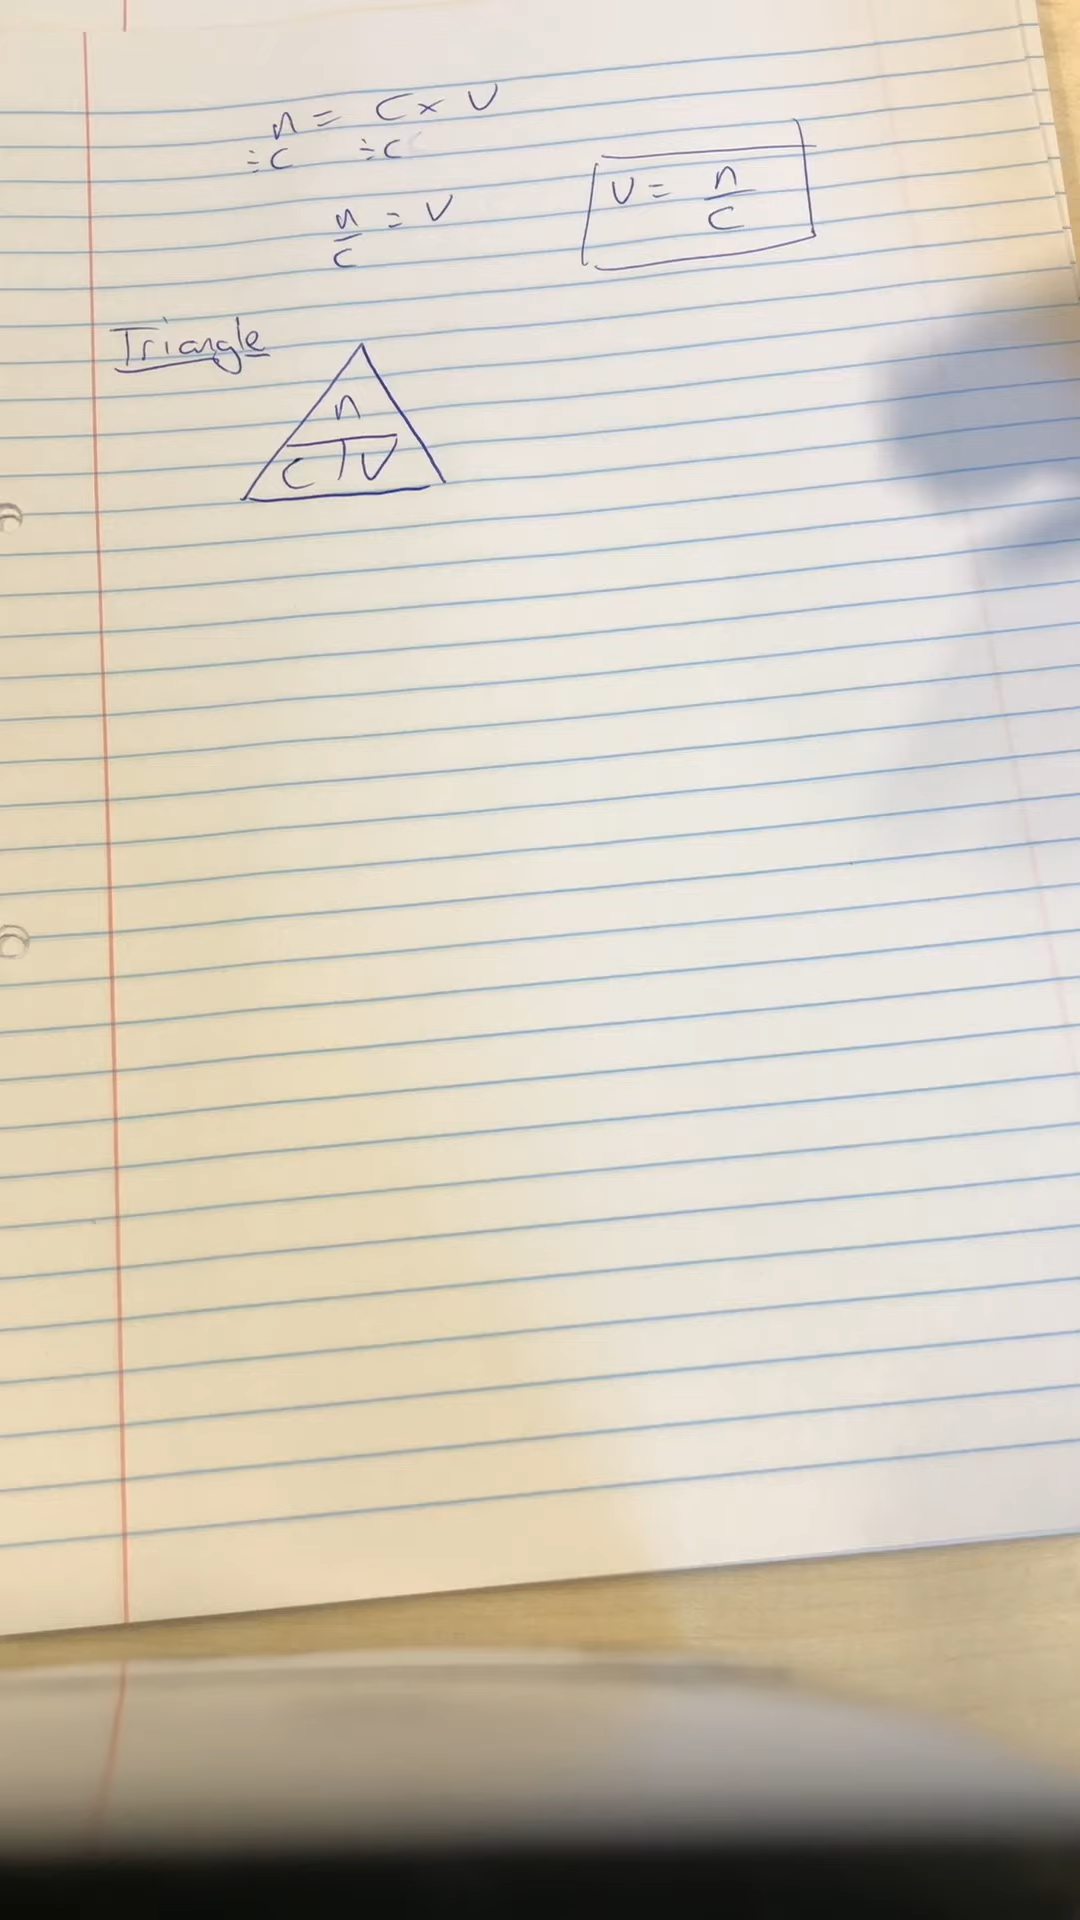 n = C × V
÷C ÷C
n/C = V
V = n/C
Triangle
n
C V